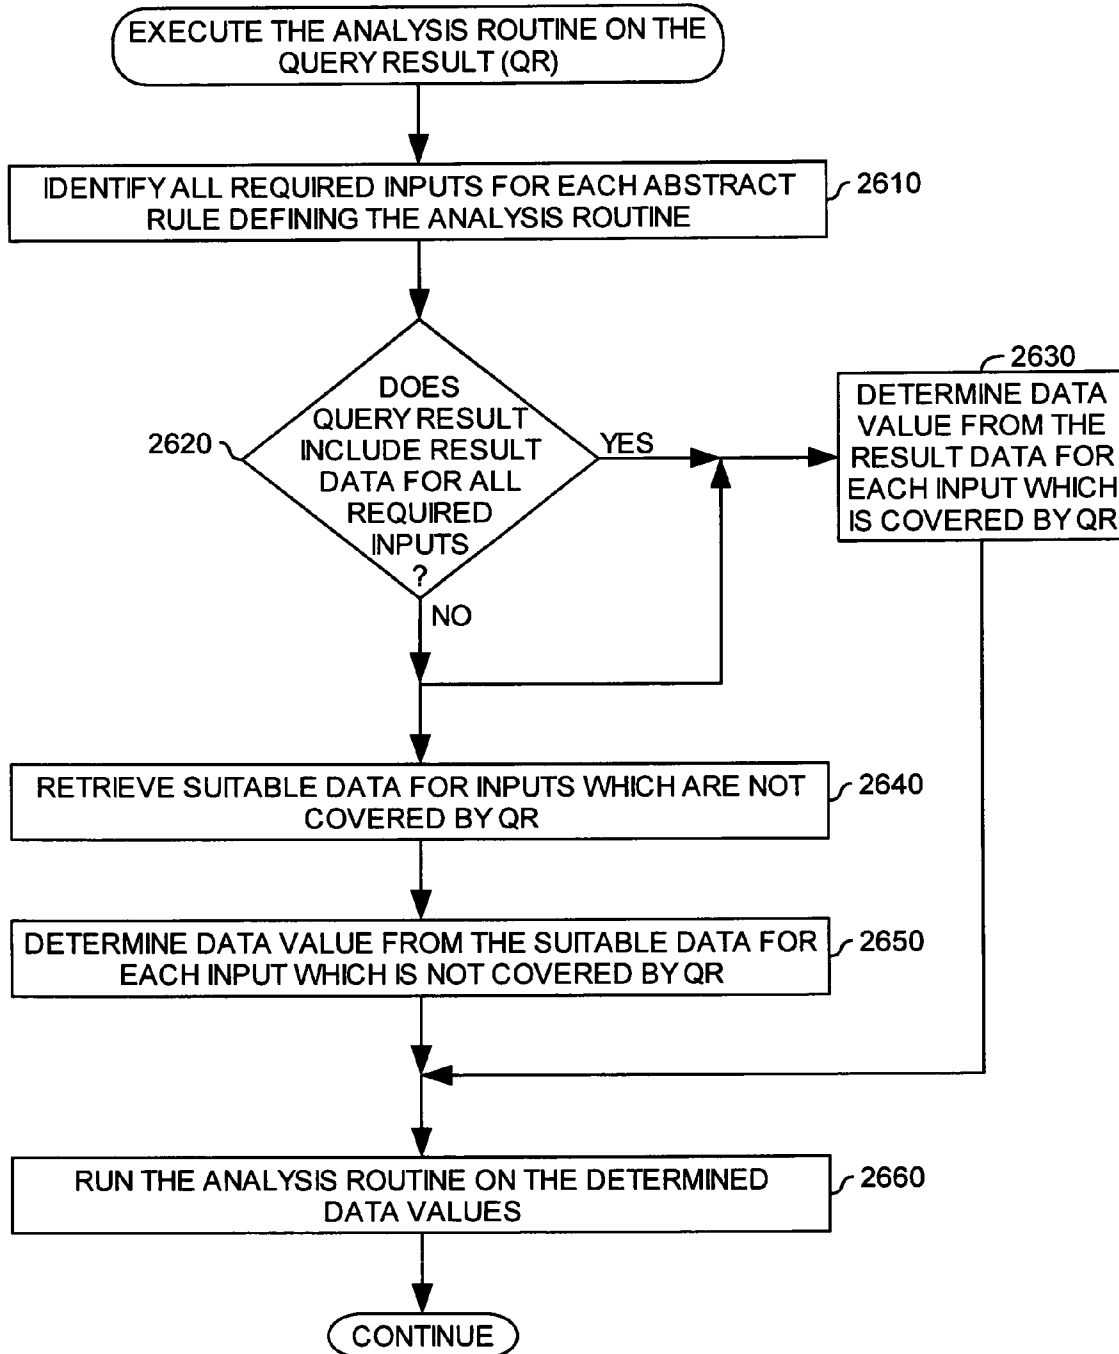 EXECUTE THE ANALYSIS ROUTINE ON THE
QUERY RESULT (QR)
IDENTIFY ALL REQUIRED INPUTS FOR EACH ABSTRACT
RULE DEFINING THE ANALYSIS ROUTINE
2610
DOES
QUERY RESULT
INCLUDE RESULT
DATA FOR ALL
REQUIRED
INPUTS
?
2620
YES
NO
2630
DETERMINE DATA
VALUE FROM THE
RESULT DATA FOR
EACH INPUT WHICH
IS COVERED BY QR
RETRIEVE SUITABLE DATA FOR INPUTS WHICH ARE NOT
COVERED BY QR
2640
DETERMINE DATA VALUE FROM THE SUITABLE DATA FOR
EACH INPUT WHICH IS NOT COVERED BY QR
2650
RUN THE ANALYSIS ROUTINE ON THE DETERMINED
DATA VALUES
2660
CONTINUE